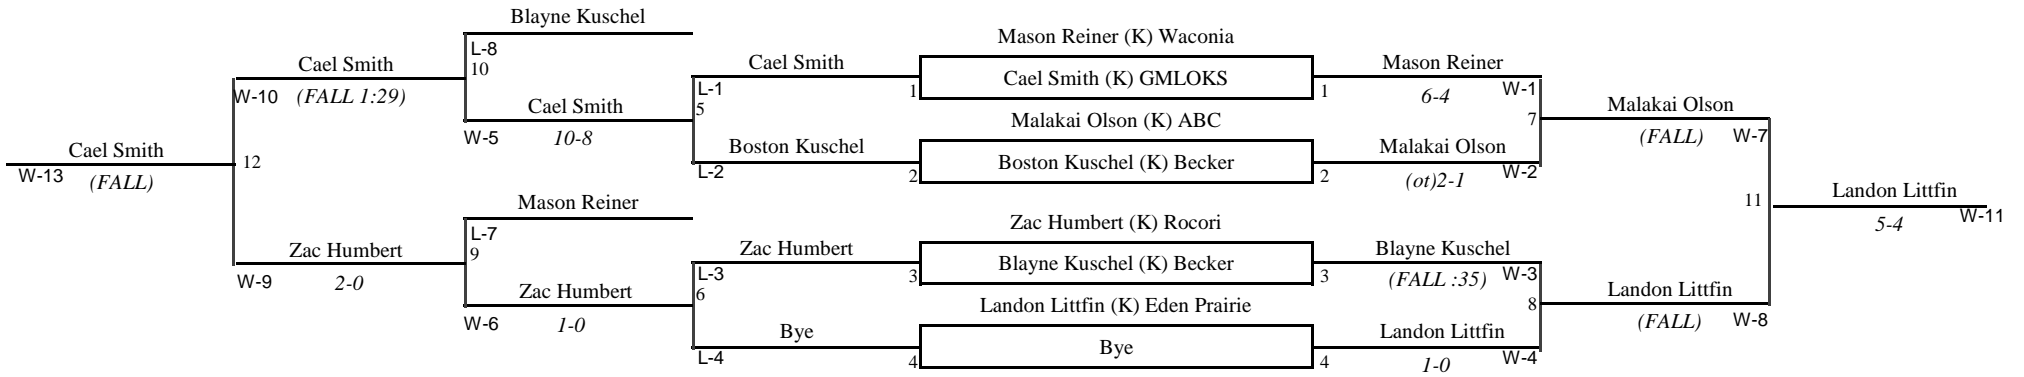 Blayne Kuschel
Mason Reiner (K) Waconia
L-8
Cael Smith
10
Cael Smith
Cael Smith (K) GMLOKS
Mason Reiner
L-1
1
1
W-1
W-10 (FALL 1:29)
6-4
Malakai Olson
Cael Smith
5
Malakai Olson (K) ABC
7
W-5
10-8
(FALL)
W-7
Cael Smith
Boston Kuschel
Boston Kuschel (K) Becker
Malakai Olson
12
L-2
2
2
W-2
W-13 (FALL)
(ot)2-1
Landon Littfin
Mason Reiner
11
W-11
5-4
Zac Humbert (K) Rocori
L-7
Zac Humbert
9
Zac Humbert
Blayne Kuschel (K) Becker
Blayne Kuschel
L-3
3
3
(FALL :35)
W-3
W-9
2-0
Zac Humbert
6
Landon Littfin (K) Eden Prairie
8
Landon Littfin
W-6
1-0
(FALL)
W-8
Bye
Bye
Landon Littfin
L-4
4
4
W-4
1-0